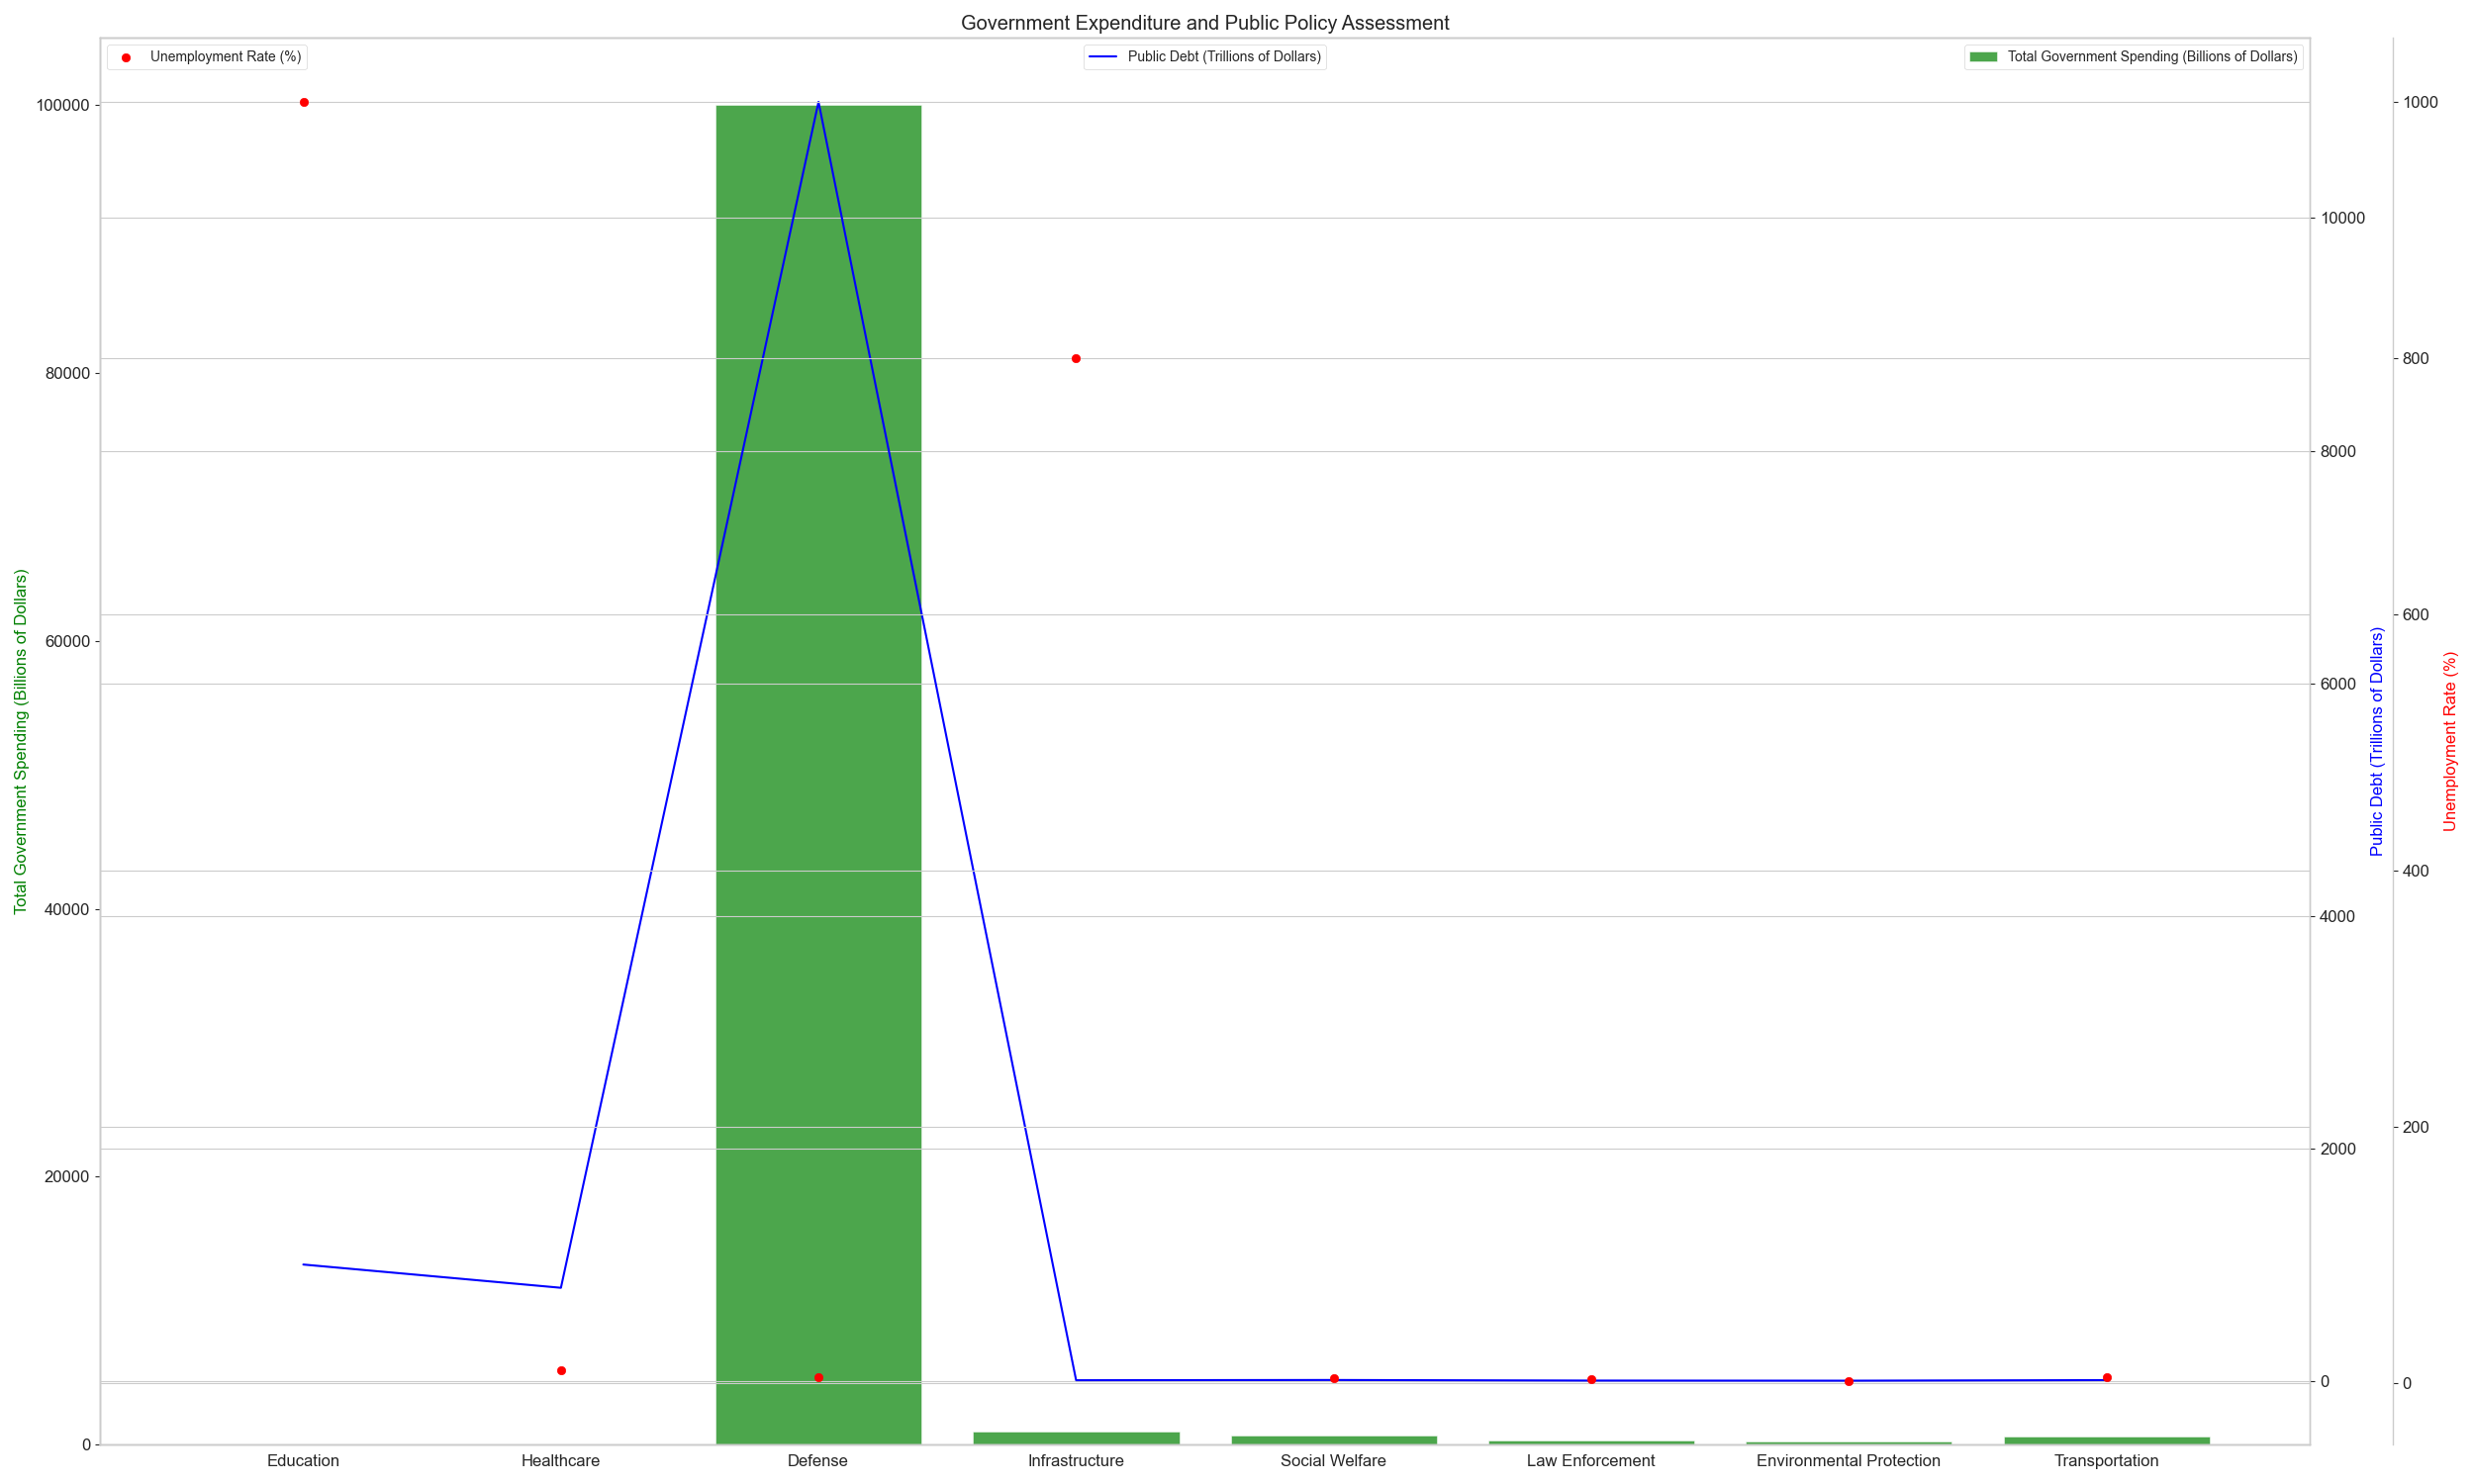 Government Expenditure and Public Policy Assessment
Unemployment Rate (%)
Public Debt (Trillions of Dollars)
Total Government Spending (Billions of Dollars)
Total Government Spending (Billions of Dollars)
100000
80000
60000
40000
20000
0
10000
8000
6000
4000
2000
0
Public Debt (Trillions of Dollars)
1000
800
600
400
200
0
Unemployment Rate (%)
Education
Healthcare
Defense
Infrastructure
Social Welfare
Law Enforcement
Environmental Protection
Transportation